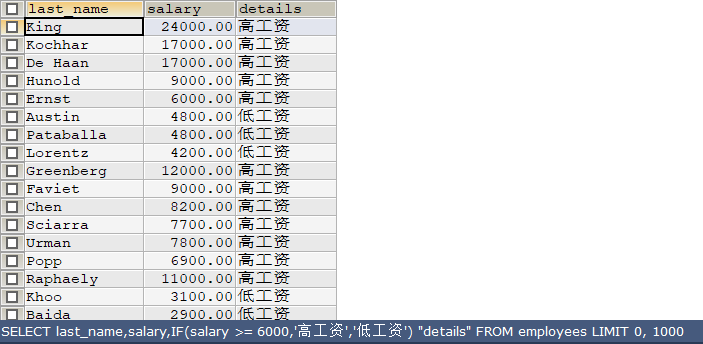 last_name salary details
King 24000.00 高工资
Kochhar 17000.00 高工资
De Haan 17000.00 高工资
Hunold 9000.00 高工资
Ernst 6000.00 高工资
Austin 4800.00 低工资
Pataballa 4800.00 低工资
Lorentz 4200.00 低工资
Greenberg 12000.00 高工资
Faviet 9000.00 高工资
Chen 8200.00 高工资
Sciarra 7700.00 高工资
Urman 7800.00 高工资
Popp 6900.00 高工资
Raphaely 11000.00 高工资
Khoo 3100.00 低工资
Baida 2900.00 低工资
SELECT last_name,salary,IF(salary >= 6000,'高工资','低工资') "details" FROM employees LIMIT 0, 1000